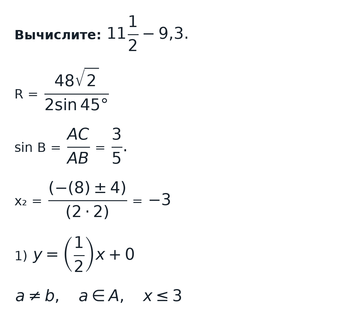 Вычислите: 11 1/2 − 9,3.
R = 48√2 / 2sin 45°
sin B = AC/AB = 3/5.
x₂ = (−(8) ± 4) / (2 · 2) = −3
1) y = (1/2)x + 0
a ≠ b, a ∈ A, x ≤ 3